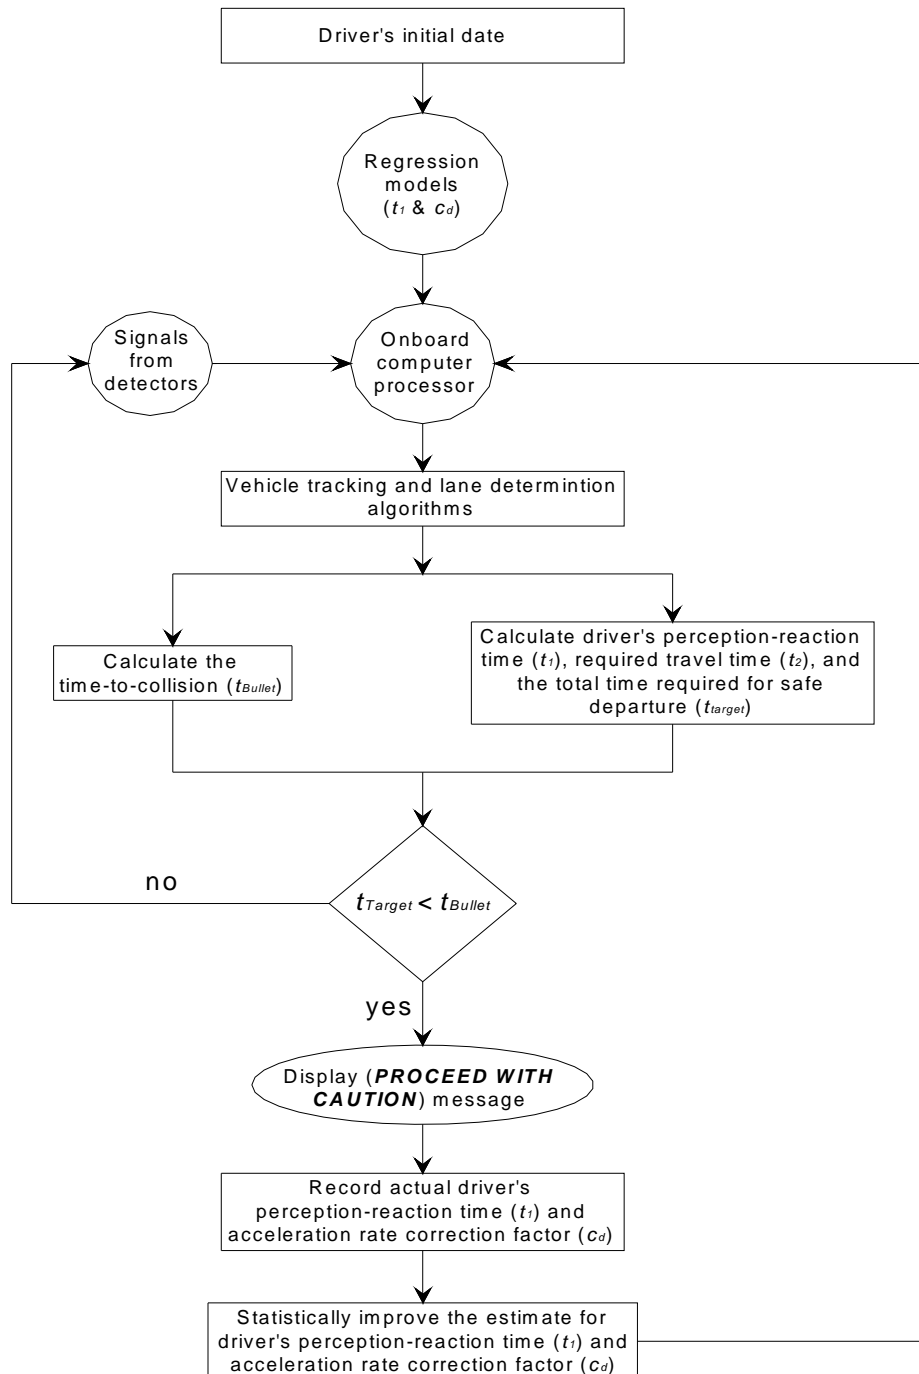 Driver's initial date
Regression
models
(t1 & cd)
Signals
from
detectors
Onboard
computer
processor
Vehicle tracking and lane determintion
algorithms
Calculate the
time-to-collision (tBullet)
Calculate driver's perception-reaction
time (t1), required travel time (t2), and
the total time required for safe
departure (ttarget)
no
tTarget < tBullet
yes
Display (PROCEED WITH
CAUTION) message
Record actual driver's
perception-reaction time (t1) and
acceleration rate correction factor (cd)
Statistically improve the estimate for
driver's perception-reaction time (t1) and
acceleration rate correction factor (cd)